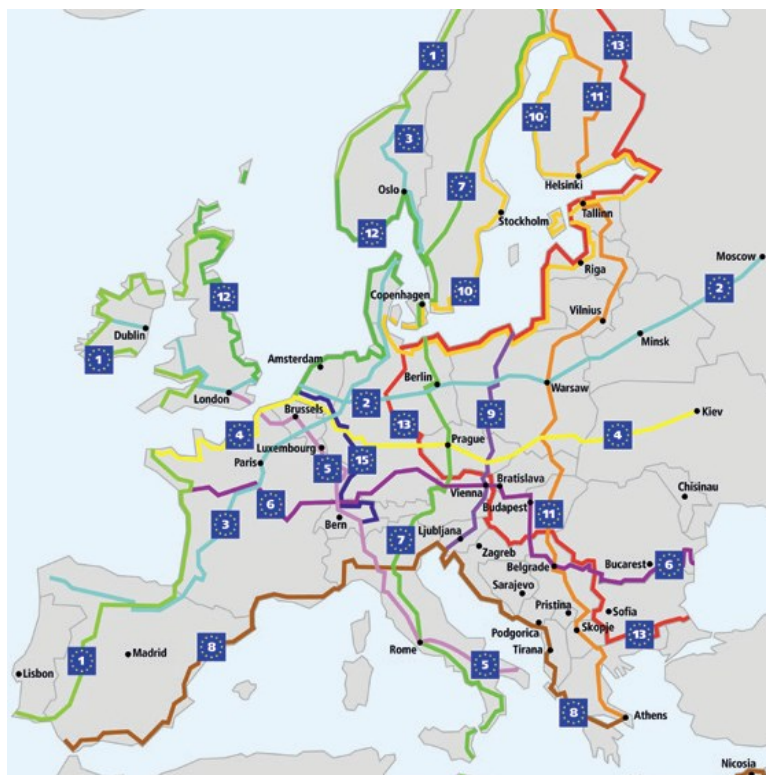 1
13
11
10
3
7
Oslo
Helsinki
12
Stockholm
Tallinn
Moscow
Riga
2
12
10
Copenhagen
Dublin
Vilnius
Minsk
1
Amsterdam
Berlin
Warsaw
London
2
Brussels
13
9
Kiev
4
4
Prague
Luxembourg
Paris
5
15
Vienna
Bratislava
Chisinau
6
Budapest
3
Bern
11
7
Ljubljana
Zagreb
Belgrade
Bucarest
6
Sarajevo
Pristina
Sofia
Podgorica
Skopje
13
8
Madrid
Rome
Tirana
1
5
Lisbon
8
Athens
Nicosia